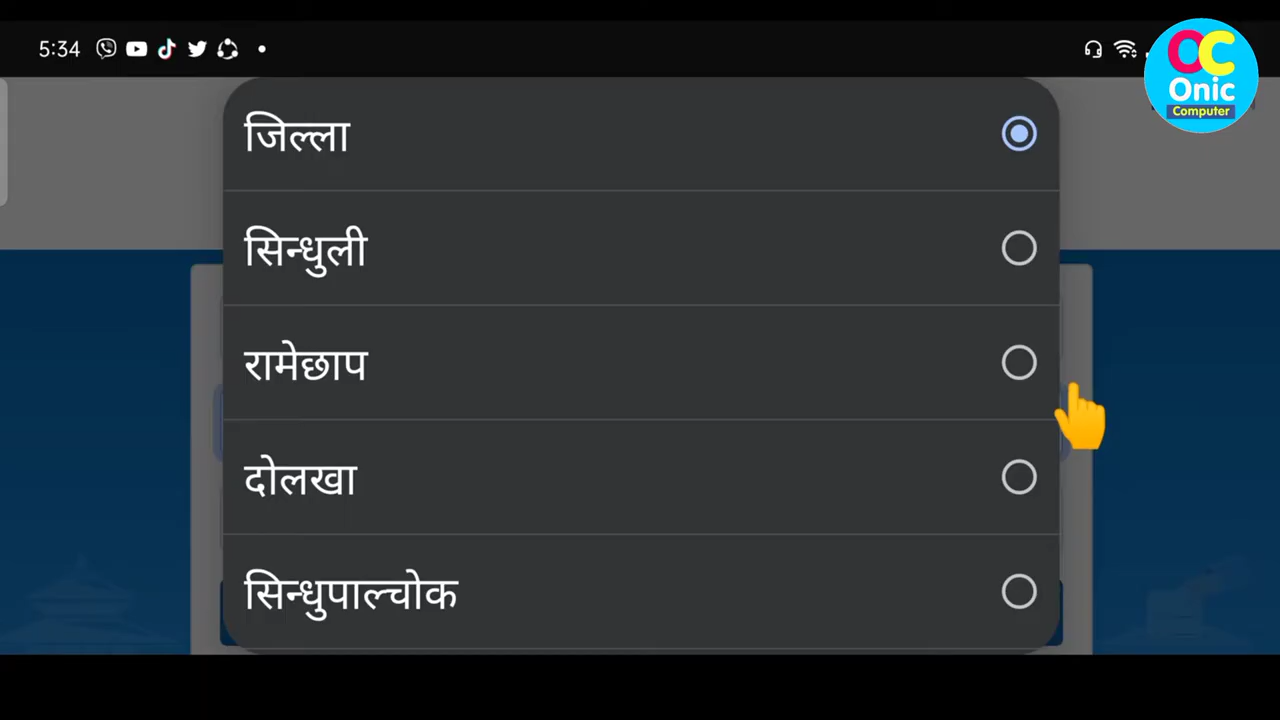 5:34
OC
Onic
Computer
जिल्ला
सिन्धुली
रामेछाप
दोलखा
सिन्धुपाल्चोक